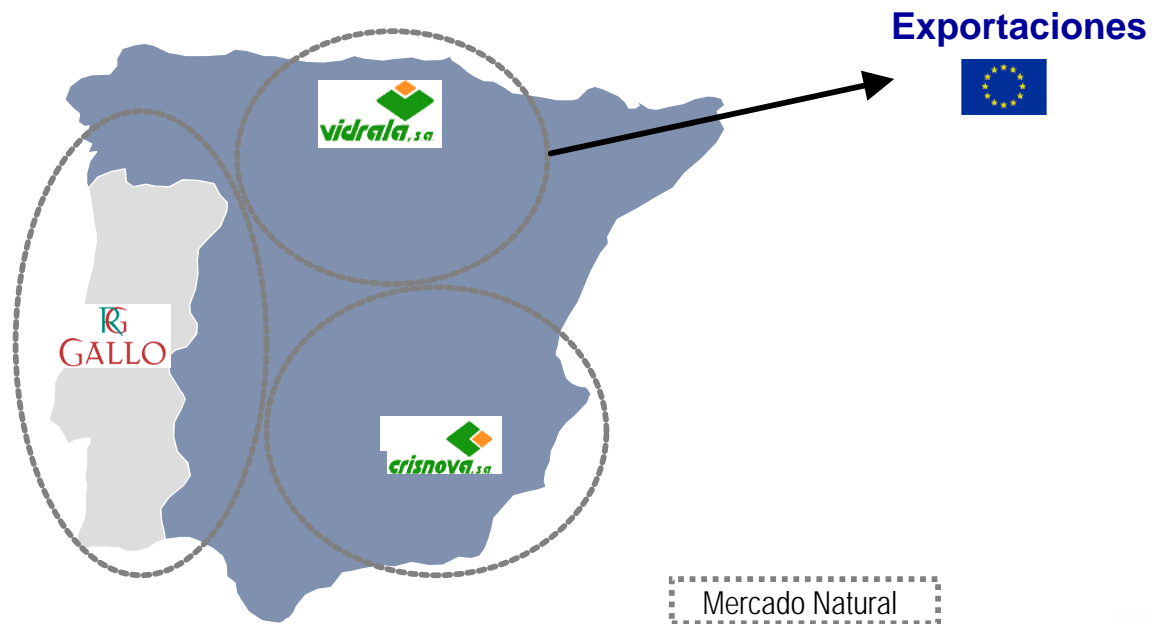 Exportaciones
vidrala, s.a.
RG
GALLO
crisnova, s.a.
Mercado Natural